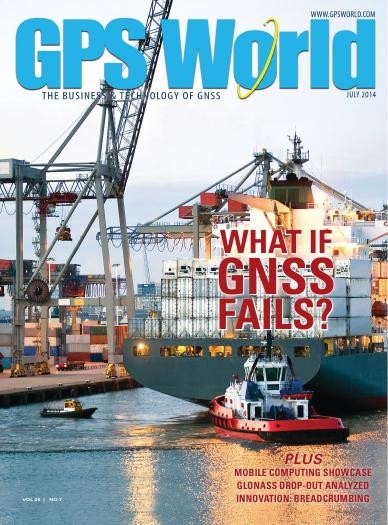 WWW.GPSWORLD.COM
GPS World
THE BUSINESS & TECHNOLOGY OF GNSS
JULY 2014
WHAT IF
GNSS
FAILS?
PLUS
MOBILE COMPUTING SHOWCASE
GLONASS DROP-OUT ANALYZED
INNOVATION: BREADCRUMBING
VOL 25 | NO 7